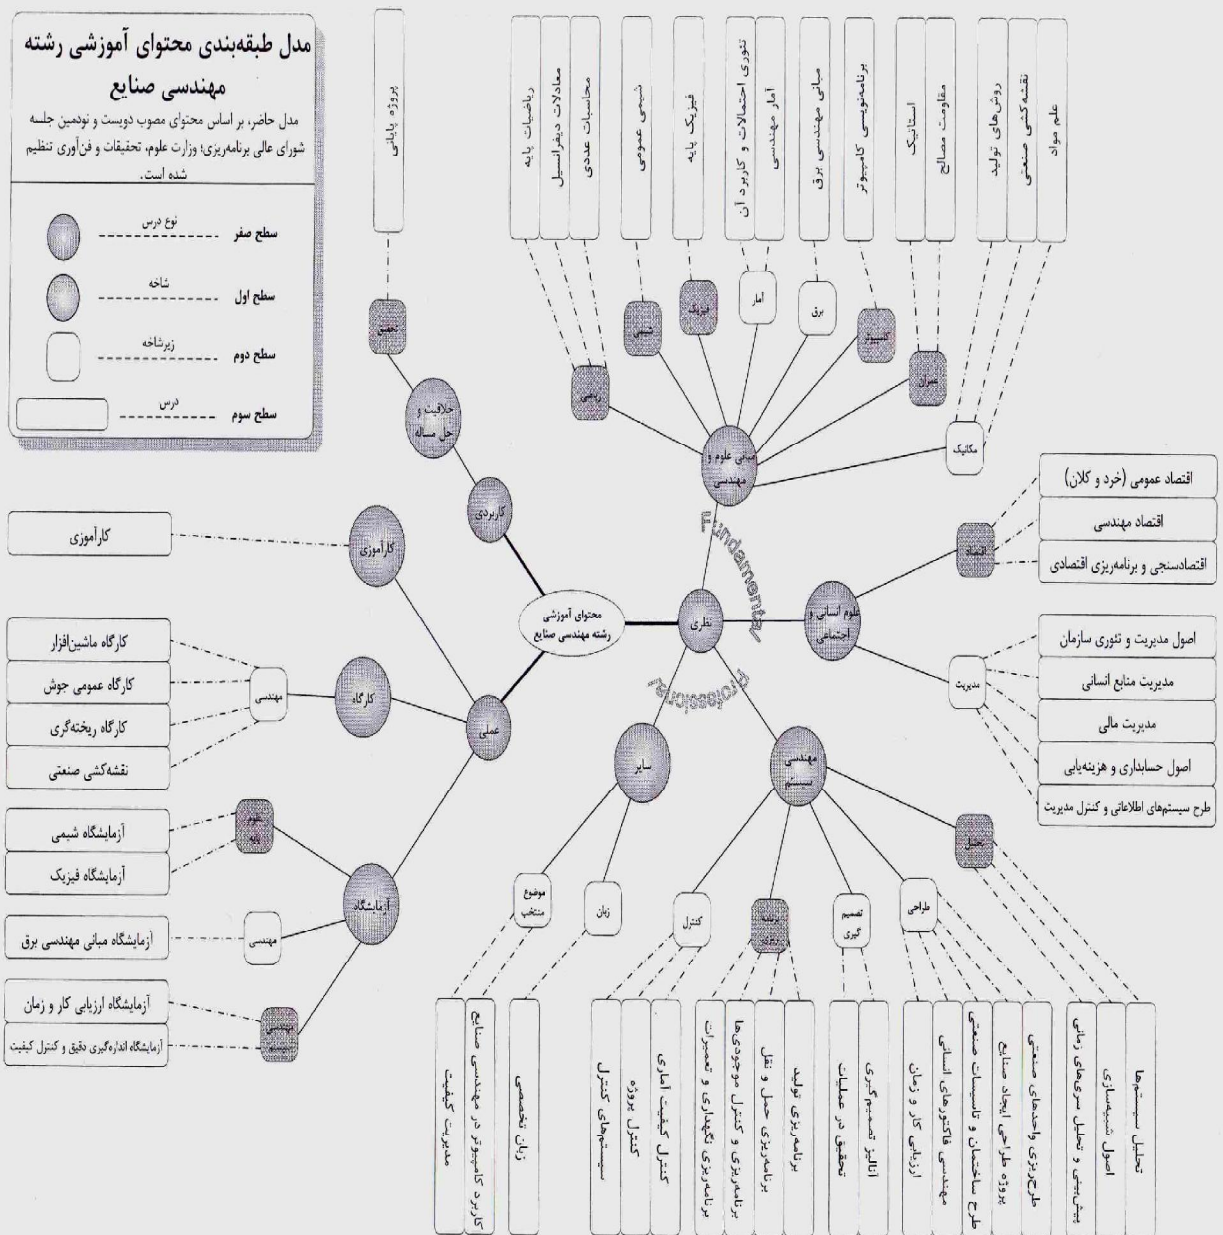 مدل طبقه‌بندی محتوای آموزشی رشته
مهندسی صنایع
مدل حاضر، بر اساس محتوای مصوب دویست و نودمین جلسه
شورای عالی برنامه‌ریزی؛ وزارت علوم، تحقیقات و فن‌آوری تنظیم
شده است.
سطح صفر
نوع درس
سطح اول
شاخه
سطح دوم
زیرشاخه
سطح سوم
درس
پروژه پایانی
ریاضیات پایه
معادلات دیفرانسیل
محاسبات عددی
شیمی عمومی
فیزیک پایه
تئوری احتمالات و کاربرد آن
آمار مهندسی
مبانی مهندسی برق
برنامه‌نویسی کامپیوتر
استاتیک
مقاومت مصالح
روش‌های تولید
نقشه‌کشی صنعتی
علم مواد
تحقیق
ریاضی
شیمی
فیزیک
آمار
برق
کامپیوتر
عمران
مکانیک
خلاقیت و
حل مساله
مبانی علوم و
مهندسی
کاربردی
کارآموزی
کارآموزی
Fundamental
اقتصاد
اقتصاد عمومی (خرد و کلان)
اقتصاد مهندسی
اقتصادسنجی و برنامه‌ریزی اقتصادی
محتوای آموزشی
رشته مهندسی صنایع
نظری
علوم انسانی و
اجتماعی
مدیریت
اصول مدیریت و تئوری سازمان
مدیریت منابع انسانی
مدیریت مالی
اصول حسابداری و هزینه‌یابی
طرح سیستم‌های اطلاعاتی و کنترل مدیریت
Professional
عملی
کارگاه
مهندسی
کارگاه ماشین‌افزار
کارگاه عمومی جوش
کارگاه ریخته‌گری
نقشه‌کشی صنعتی
سایر
مهندسی
سیستم
علوم
پایه
آزمایشگاه شیمی
آزمایشگاه فیزیک
آزمایشگاه
مهندسی
آزمایشگاه مبانی مهندسی برق
مهندسی
سیستم
آزمایشگاه ارزیابی کار و زمان
آزمایشگاه اندازه‌گیری دقیق و کنترل کیفیت
موضوع
منتخب
زبان
کنترل
برنامه
ریزی
تصمیم
گیری
طراحی
تحلیل
مدیریت کیفیت
کاربرد کامپیوتر در مهندسی صنایع
زبان تخصصی
سیستم‌های کنترل
کنترل پروژه
کنترل کیفیت آماری
برنامه‌ریزی نگهداری و تعمیرات
برنامه‌ریزی و کنترل موجودی‌ها
برنامه‌ریزی حمل و نقل
برنامه‌ریزی تولید
تحقیق در عملیات
آنالیز تصمیم‌گیری
ارزیابی کار و زمان
مهندسی فاکتورهای انسانی
طرح ساختمان و تاسیسات صنعتی
پروژه طراحی ایجاد صنایع
طرح‌ریزی واحدهای صنعتی
پیش‌بینی و تحلیل سری‌های زمانی
اصول شبیه‌سازی
تحلیل سیستم‌ها